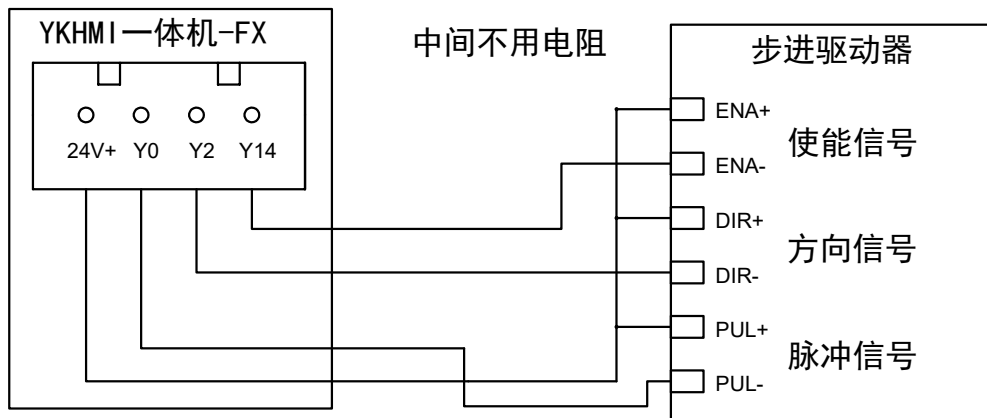 YKHMI一体机-FX
中间不用电阻
步进驱动器
24V+ Y0 Y2 Y14
ENA+
使能信号
ENA-
DIR+
方向信号
DIR-
PUL+
脉冲信号
PUL-